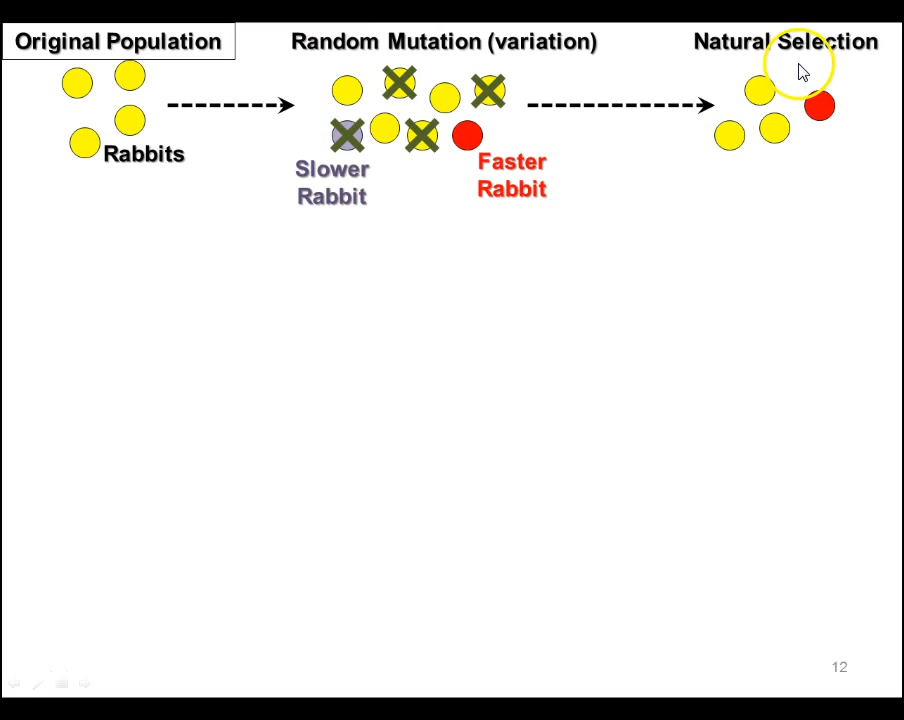 Original Population
Random Mutation (variation)
Natural Selection
Rabbits
Slower
Rabbit
Faster
Rabbit
12